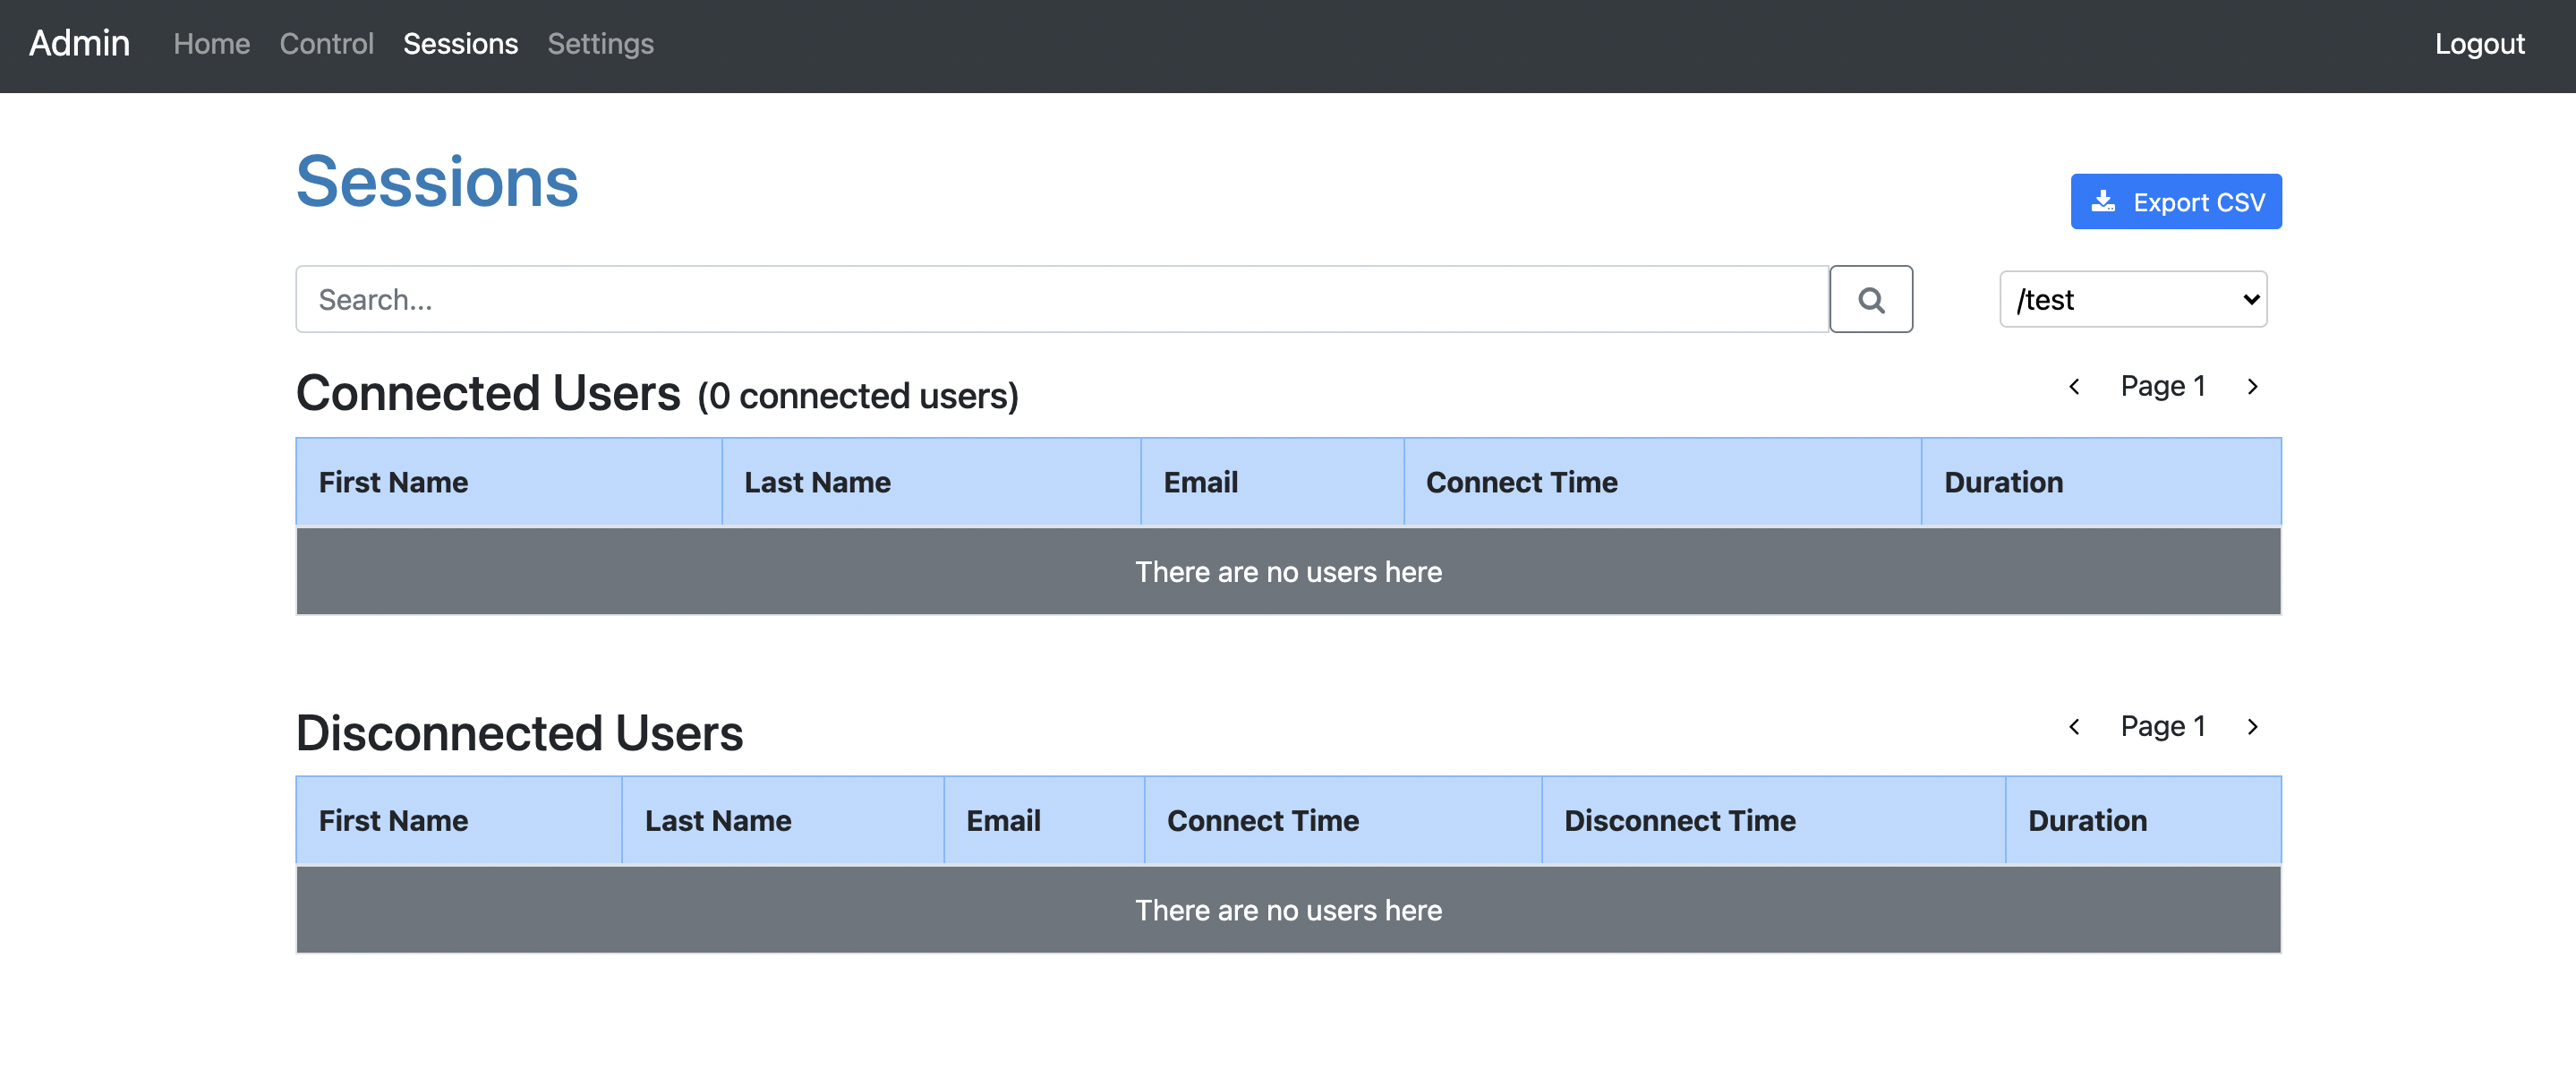 Admin Home Control Sessions Settings Logout
Sessions
Export CSV
Search...
/test
Connected Users (0 connected users)
Page 1
First Name Last Name Email Connect Time Duration
There are no users here
Disconnected Users
Page 1
First Name Last Name Email Connect Time Disconnect Time Duration
There are no users here